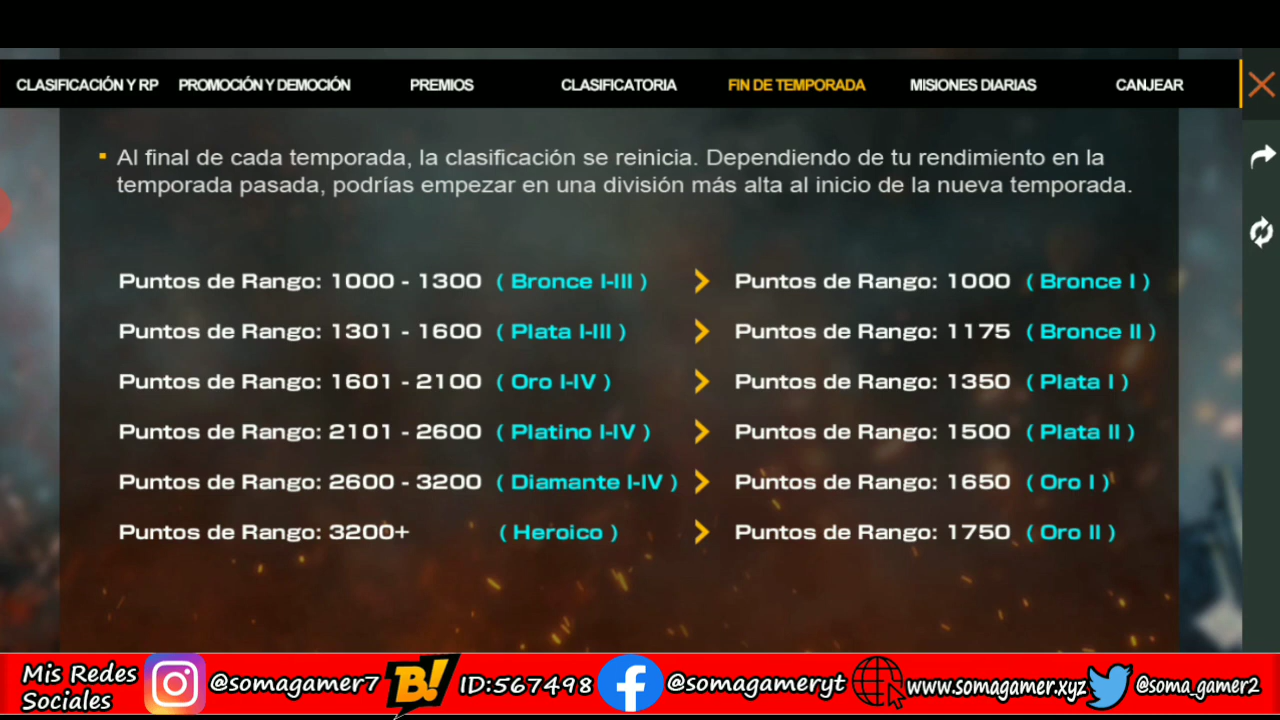 CLASIFICACIÓN Y RP PROMOCIÓN Y DEMOCIÓN PREMIOS CLASIFICATORIA FIN DE TEMPORADA MISIONES DIARIAS CANJEAR
Al final de cada temporada, la clasificación se reinicia. Dependiendo de tu rendimiento en la
temporada pasada, podrías empezar en una división más alta al inicio de la nueva temporada.
Puntos de Rango: 1000 - 1300 ( Bronce I-III ) Puntos de Rango: 1000 ( Bronce I )
Puntos de Rango: 1301 - 1600 ( Plata I-III ) Puntos de Rango: 1175 ( Bronce II )
Puntos de Rango: 1601 - 2100 ( Oro I-IV ) Puntos de Rango: 1350 ( Plata I )
Puntos de Rango: 2101 - 2600 ( Platino I-IV ) Puntos de Rango: 1500 ( Plata II )
Puntos de Rango: 2600 - 3200 ( Diamante I-IV ) Puntos de Rango: 1650 ( Oro I )
Puntos de Rango: 3200+ ( Heroico ) Puntos de Rango: 1750 ( Oro II )
Mis Redes
Sociales
@somagamer7 B! ID:567498 @somagameryt www.somagamer.xyz @soma_gamer2